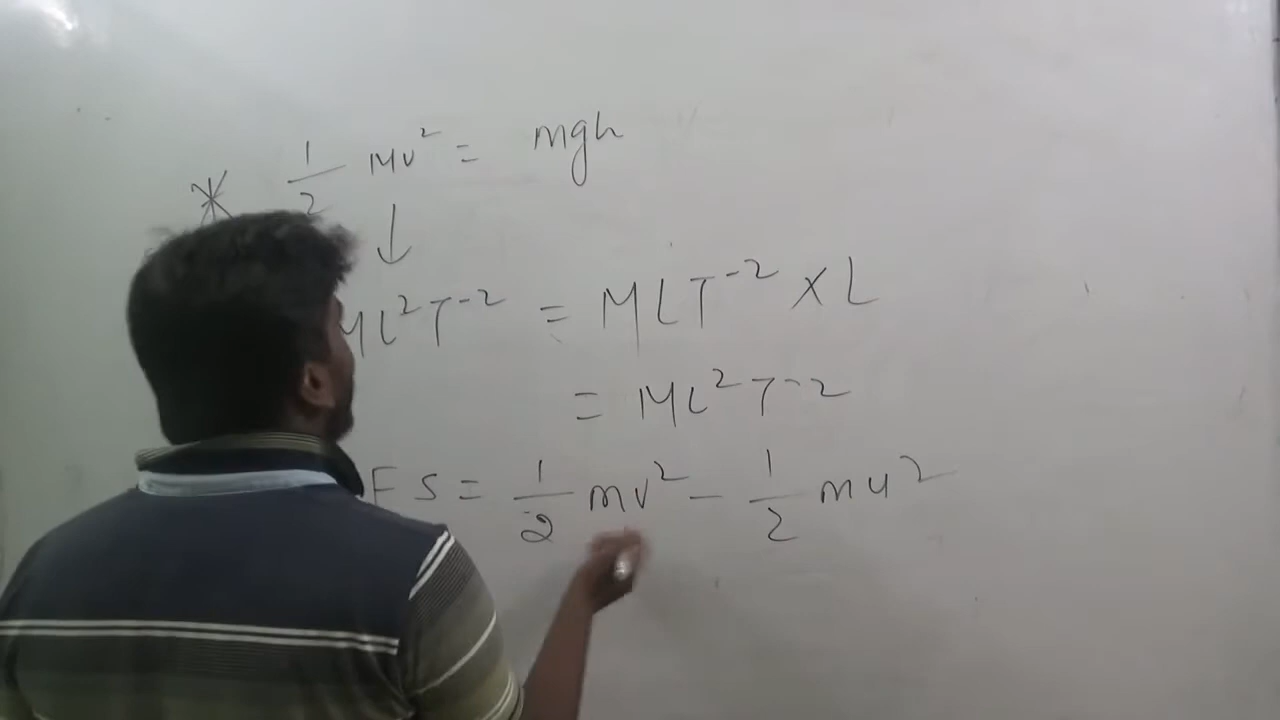 * 1/2 mv² = mgh
↓
ML²T⁻² = MLT⁻² × L
= ML²T⁻²
FS = 1/2 mv² - 1/2 mu²